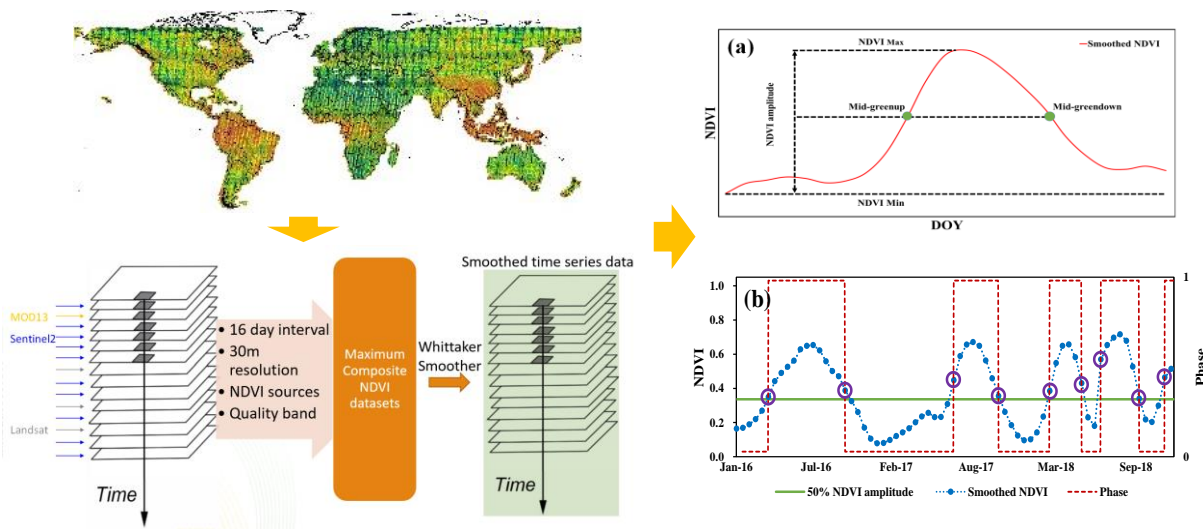 MOD13
Sentinel2
Landsat
Time
• 16 day interval
• 30m
resolution
• NDVI sources
• Quality band
Maximum
Composite
NDVI
datasets
Whittaker
Smoother
Smoothed time series data
Time
(a)
NDVI Max
Smoothed NDVI
NDVI
NDVI amplitude
Mid-greenup
Mid-greendown
NDVI Min
DOY
(b)
NDVI
1.0
0.8
0.6
0.4
0.2
0.0
Jan-16
Jul-16
Feb-17
Aug-17
Mar-18
Sep-18
1
0
Phase
50% NDVI amplitude
Smoothed NDVI
Phase